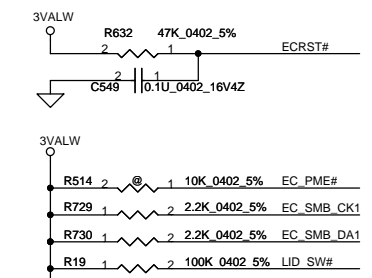 3VALW
R632 47K_0402_5%
2 1 ECRST#
2 1
C549 0.1U_0402_16V4Z
3VALW
R514 2 @ 1 10K_0402_5% EC_PME#
R729 1 2 2.2K_0402_5% EC_SMB_CK1
R730 1 2 2.2K_0402_5% EC_SMB_DA1
R19 1 2 100K_0402_5% LID_SW#